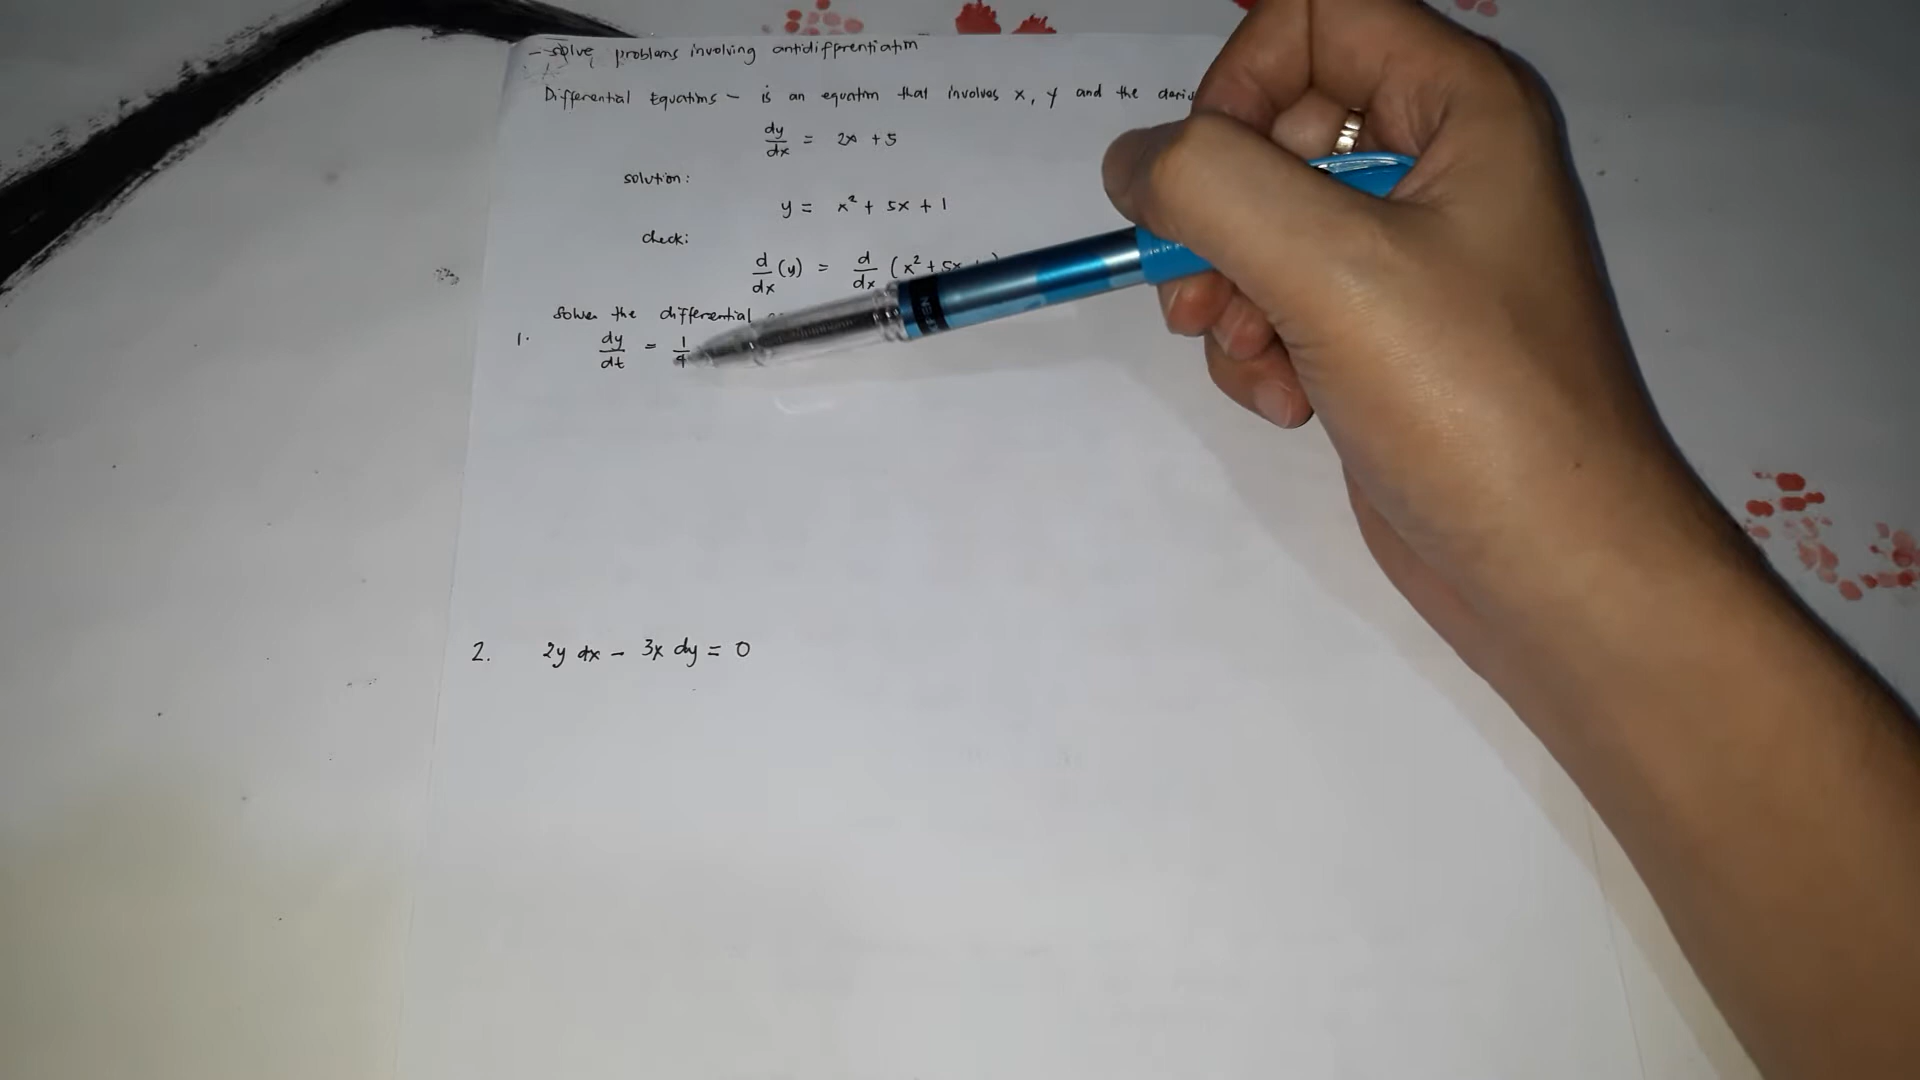 - solve problems involving antidifferentiation
Differential Equations - is an equation that involves x, y and the
dy/dx = 2x + 5
solution:
y = x² + 5x + 1
check:
d/dx (y) = d/dx (x² + 5x
Solve the differential
1. dy/dt = 1/4
2. 2y dx - 3x dy = 0